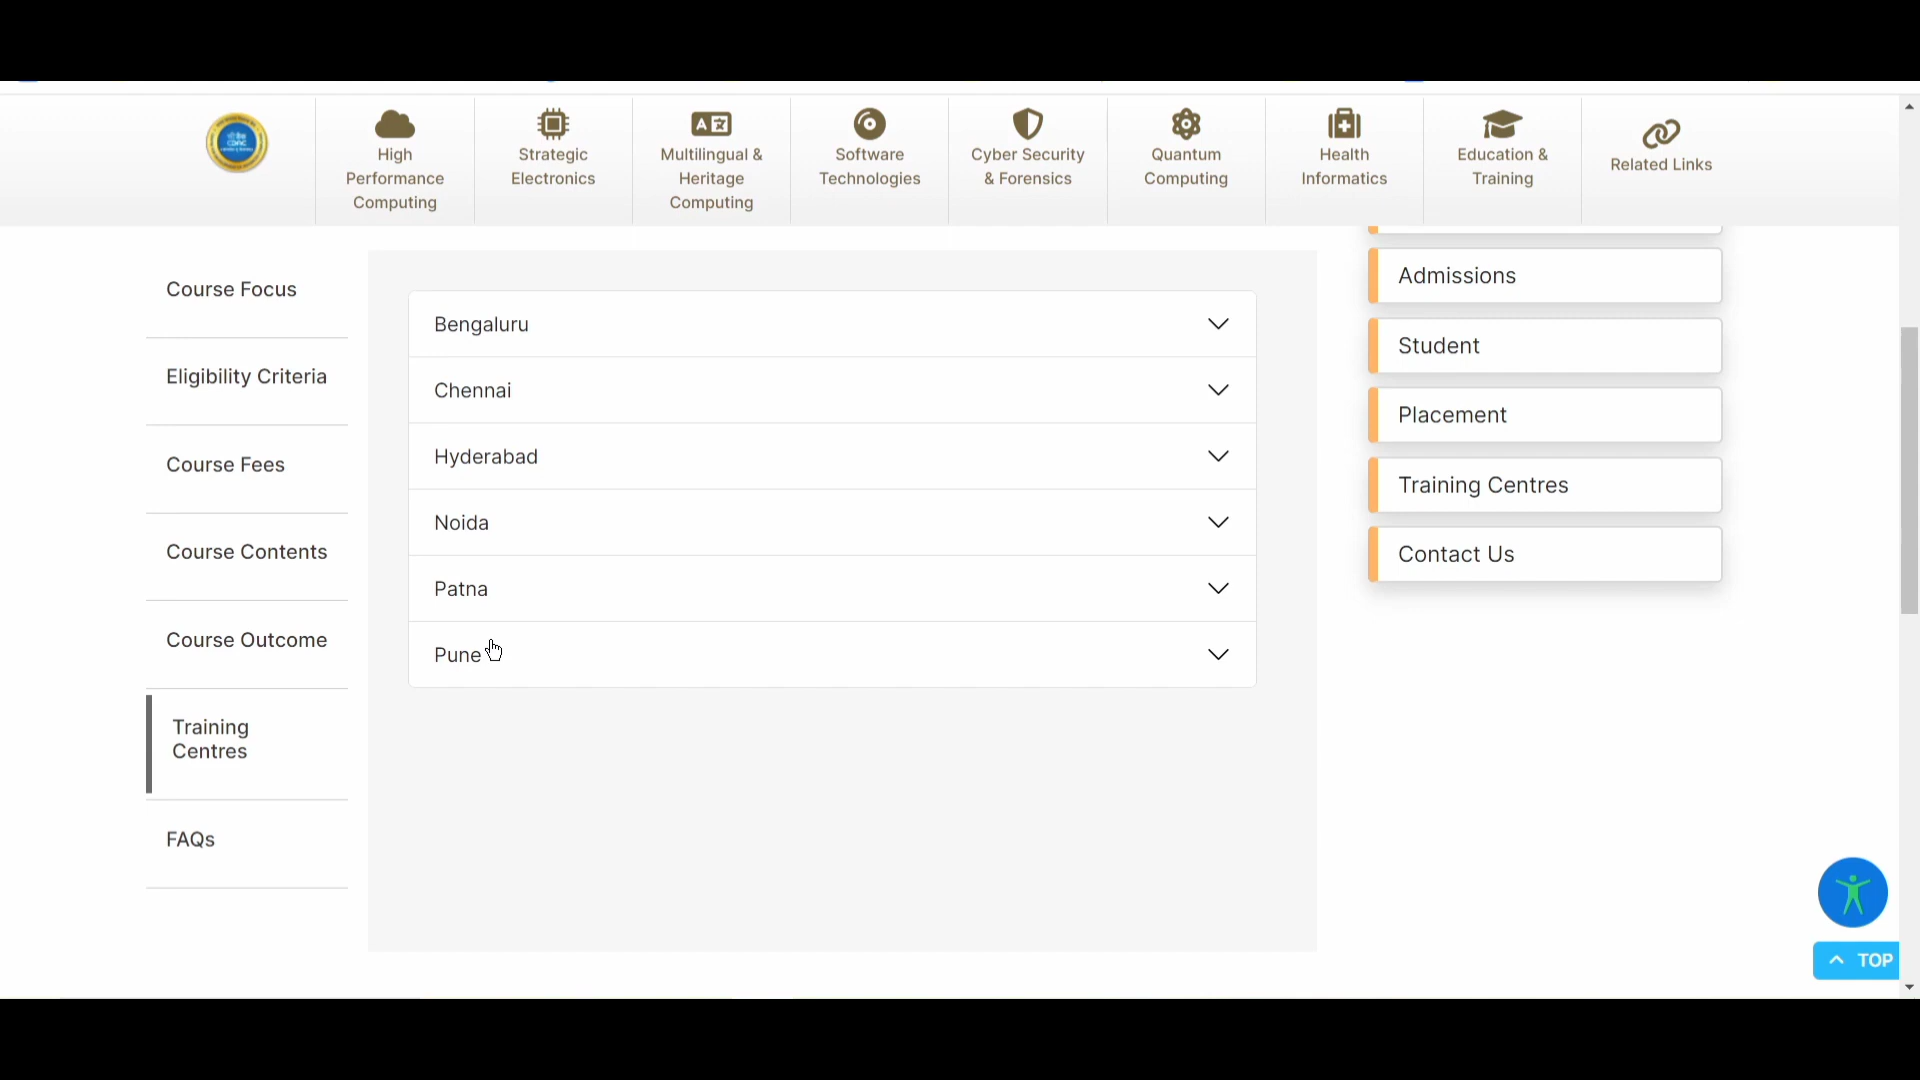 CDAC
High
Performance
Computing
Strategic
Electronics
Multilingual &
Heritage
Computing
Software
Technologies
Cyber Security
& Forensics
Quantum
Computing
Health
Informatics
Education &
Training
Related Links
Course Focus
Eligibility Criteria
Course Fees
Course Contents
Course Outcome
Training
Centres
FAQs
Bengaluru
Chennai
Hyderabad
Noida
Patna
Pune
Admissions
Student
Placement
Training Centres
Contact Us
TOP